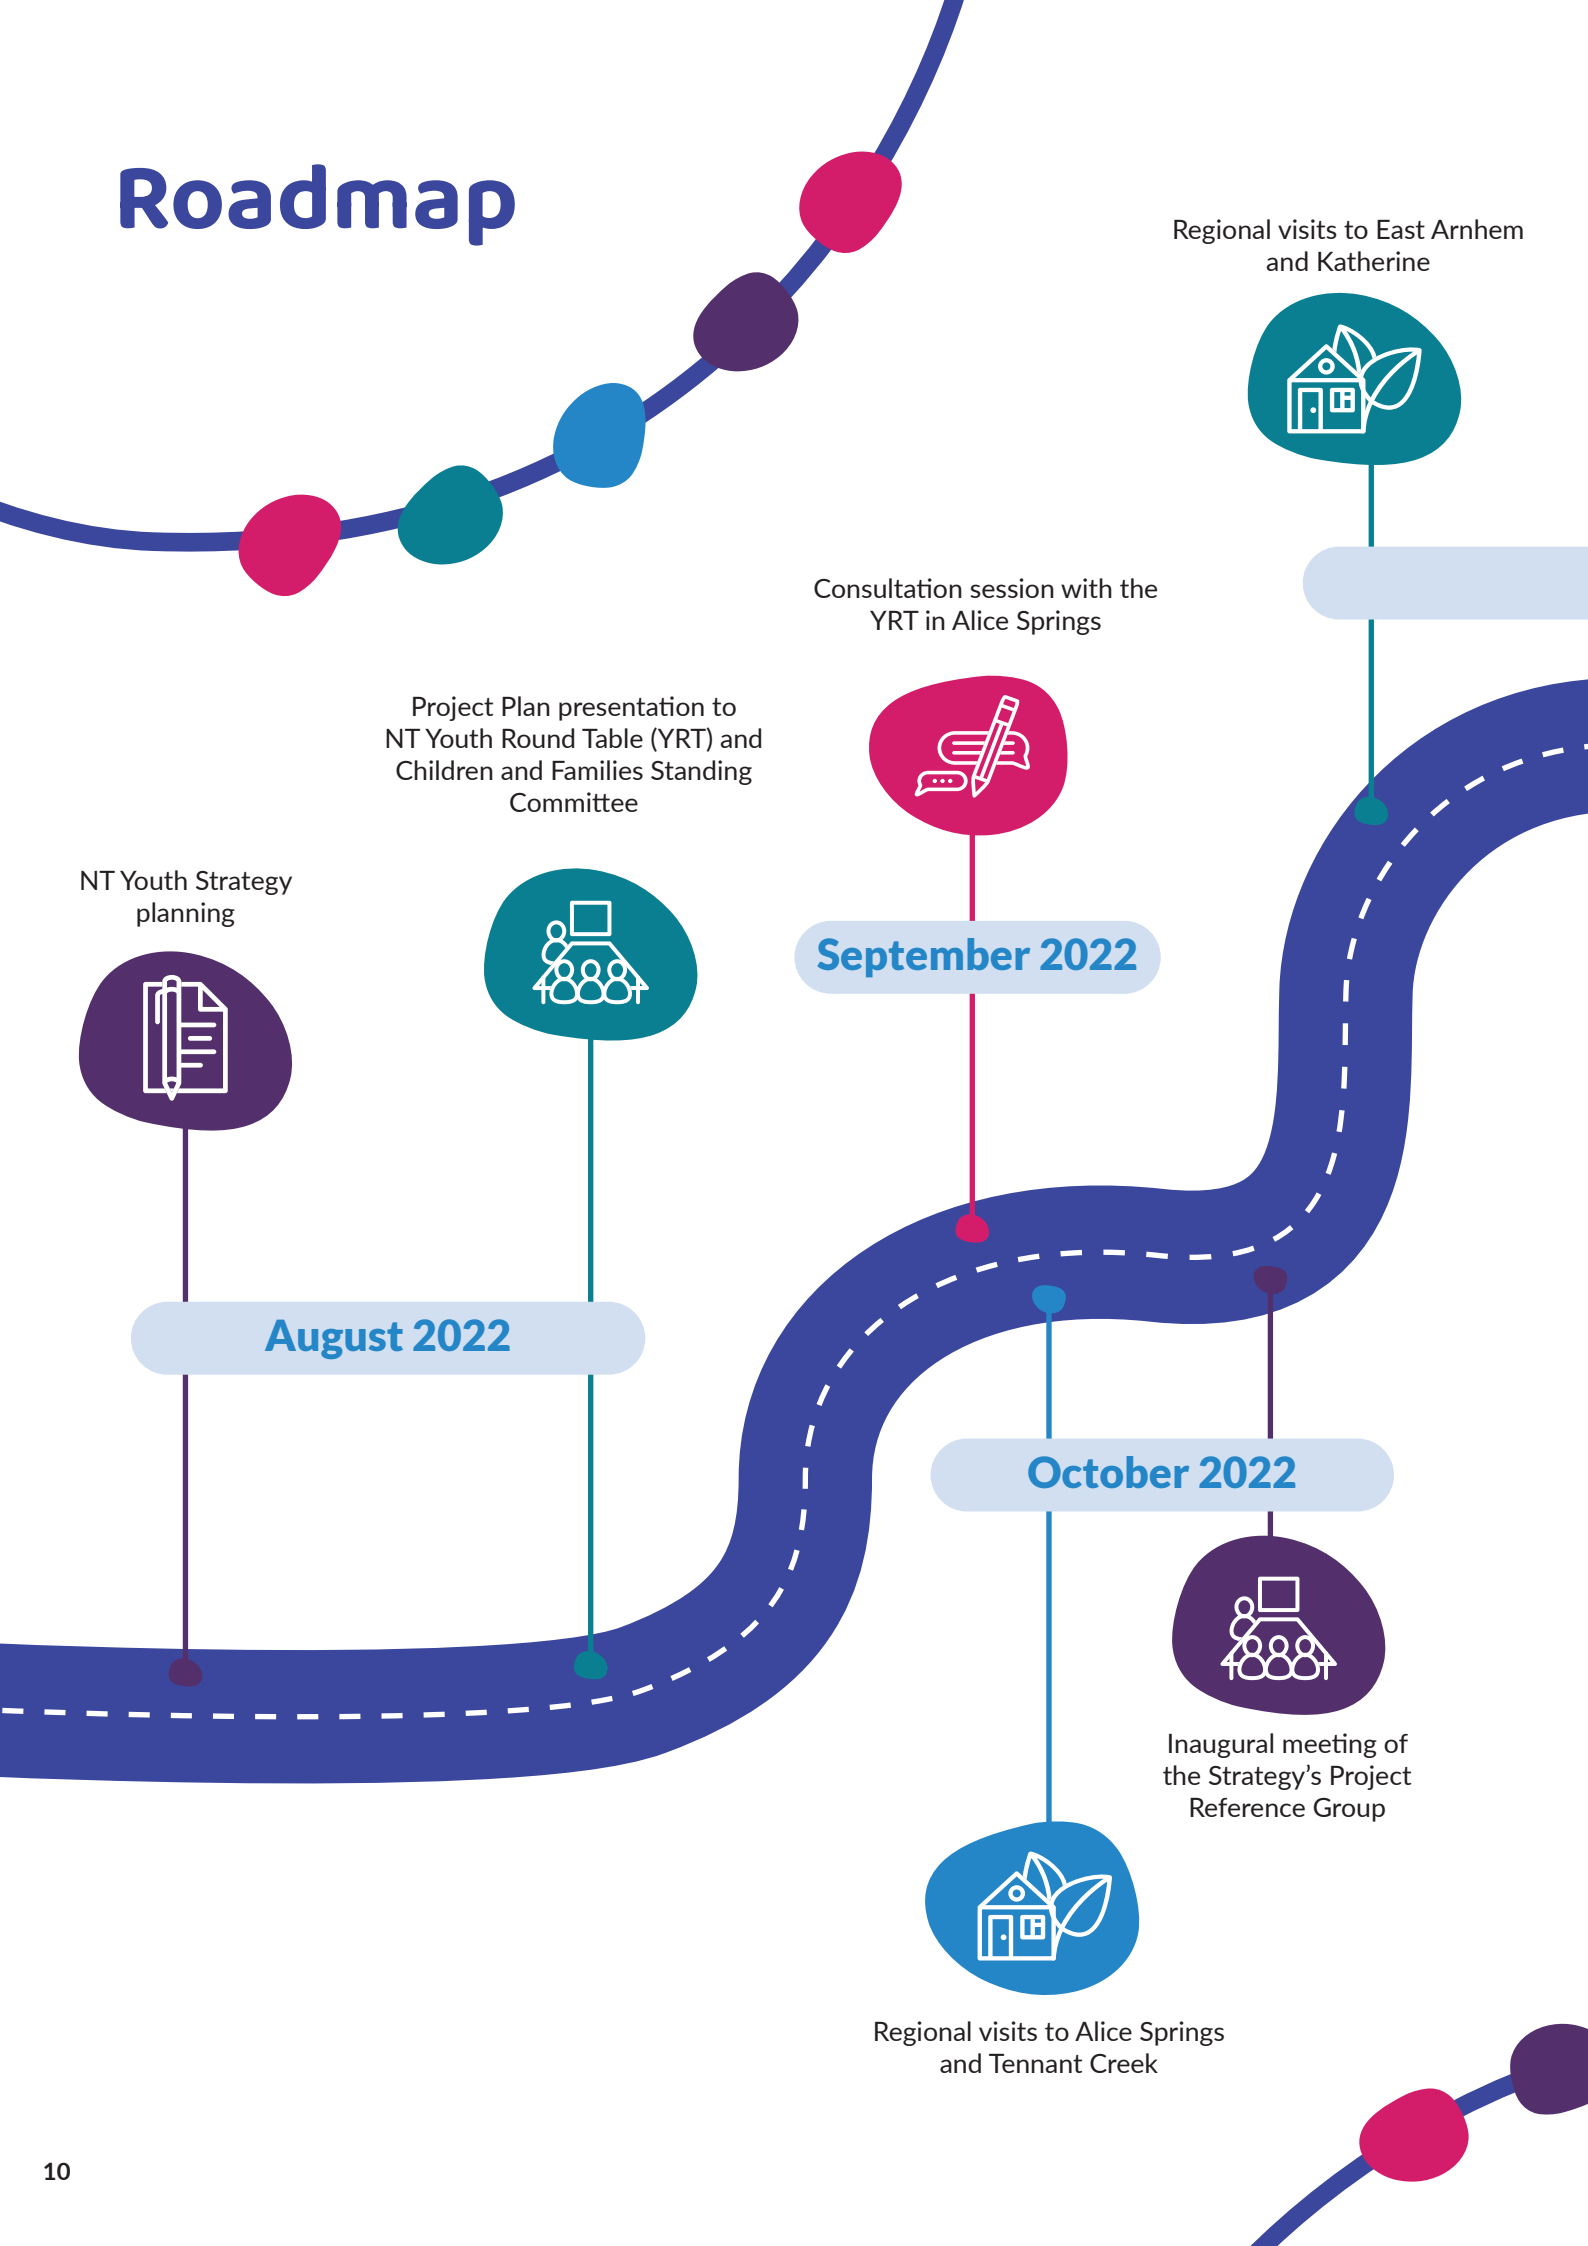 Roadmap
Regional visits to East Arnhem
and Katherine
Consultation session with the
YRT in Alice Springs
Project Plan presentation to
NT Youth Round Table (YRT) and
Children and Families Standing
Committee
NT Youth Strategy
planning
September 2022
August 2022
October 2022
Inaugural meeting of
the Strategy’s Project
Reference Group
Regional visits to Alice Springs
and Tennant Creek
10